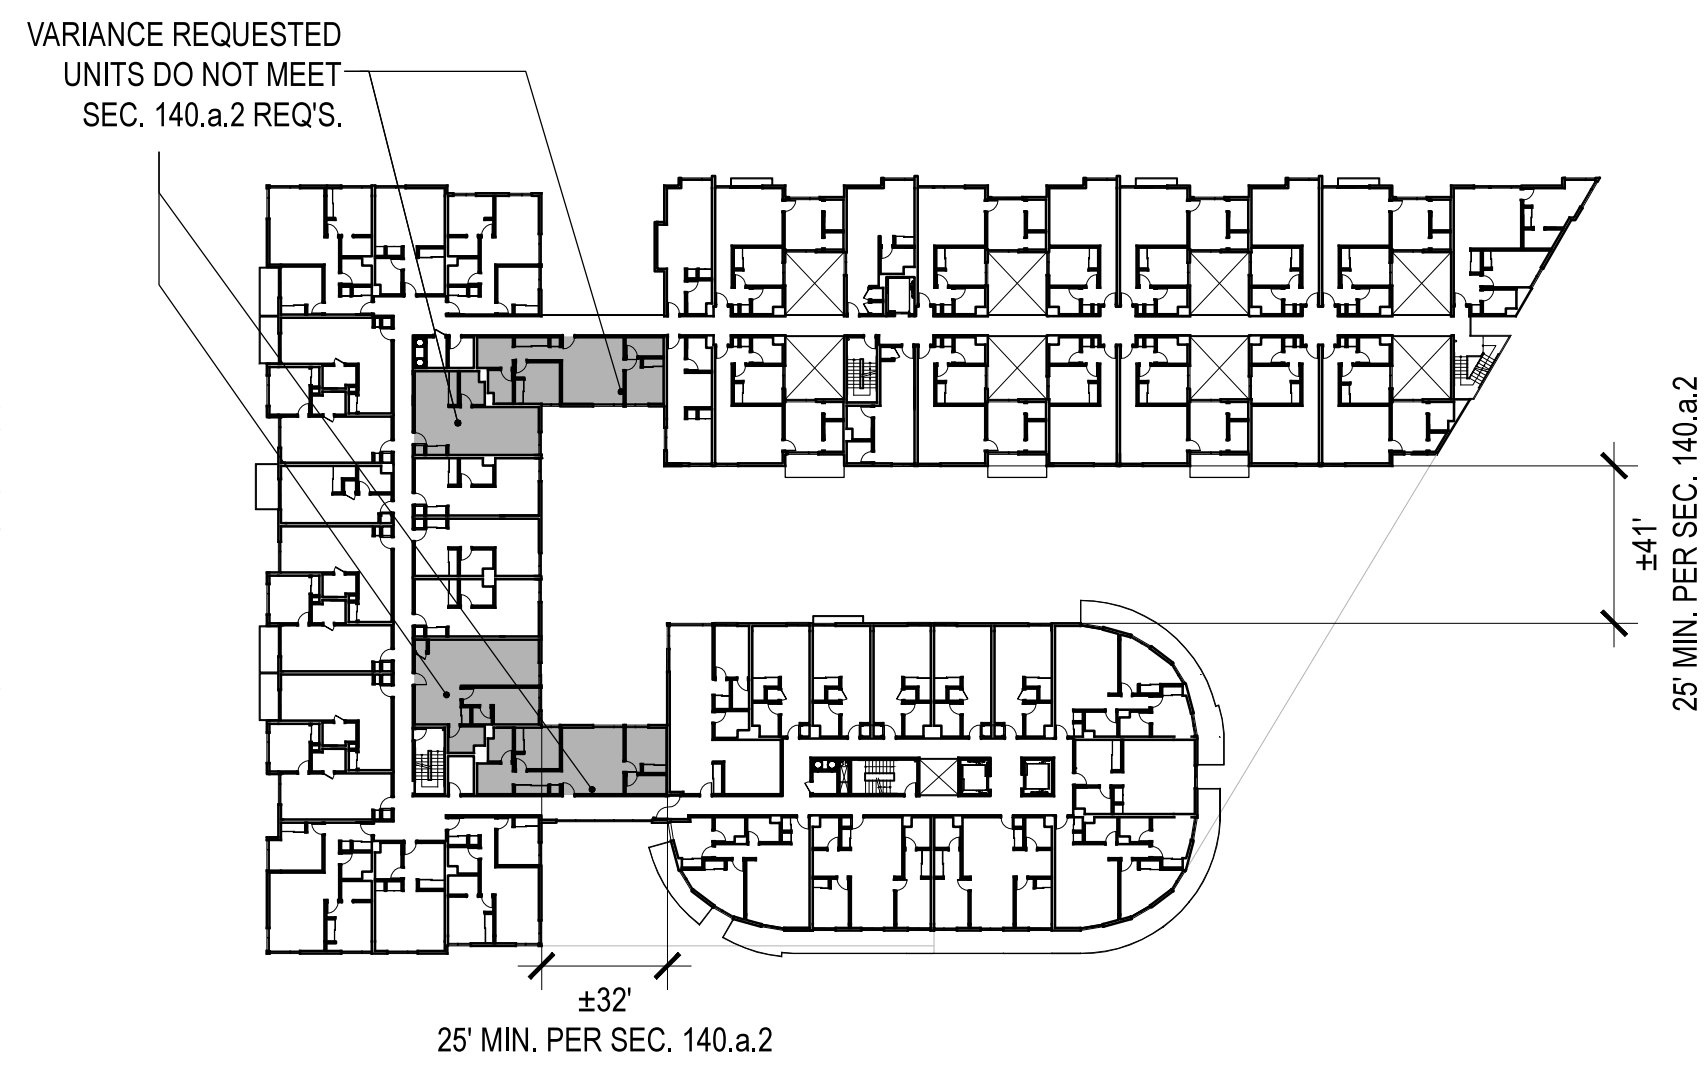 VARIANCE REQUESTED
UNITS DO NOT MEET
SEC. 140.a.2 REQ'S.
±41'
25' MIN. PER SEC. 140.a.2
±32'
25' MIN. PER SEC. 140.a.2